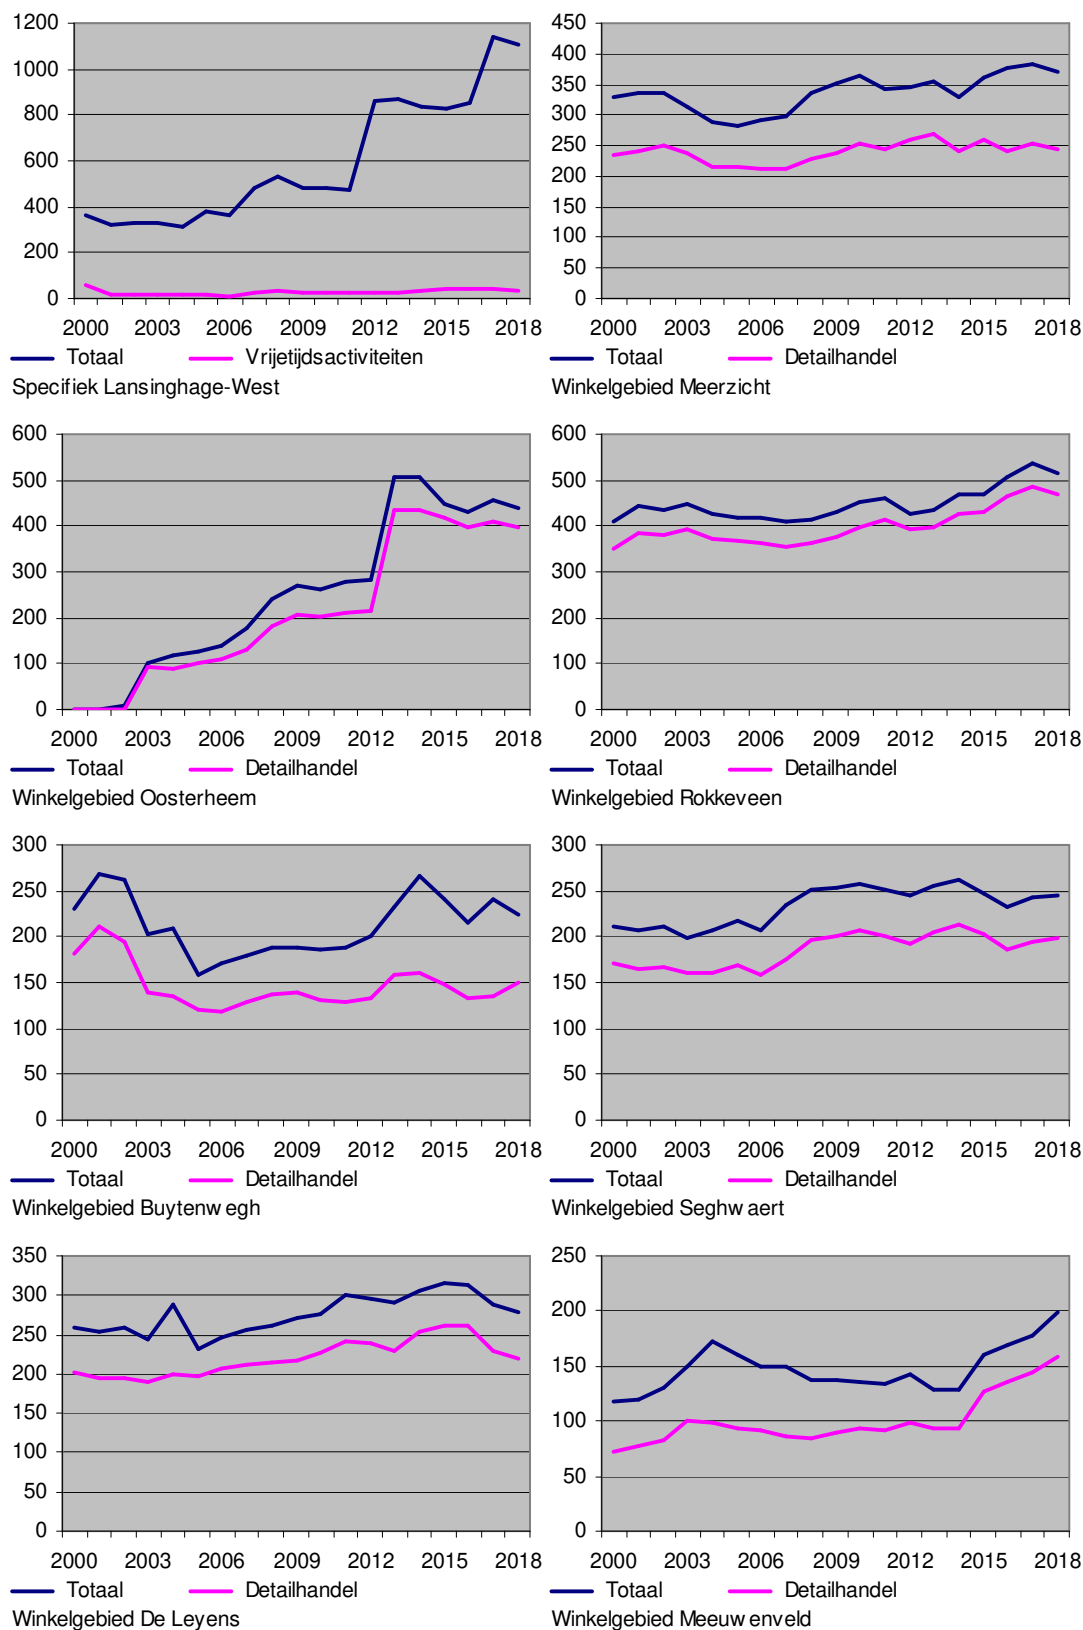 1200
1000
800
600
400
200
0
2000 2003 2006 2009 2012 2015 2018
Totaal Vrijetijdsactiviteiten
Specifiek Lansinghage-West
450
400
350
300
250
200
150
100
50
0
2000 2003 2006 2009 2012 2015 2018
Totaal Detailhandel
Winkelgebied Meerzicht
600
500
400
300
200
100
0
2000 2003 2006 2009 2012 2015 2018
Totaal Detailhandel
Winkelgebied Oosterheem
600
500
400
300
200
100
0
2000 2003 2006 2009 2012 2015 2018
Totaal Detailhandel
Winkelgebied Rokkeveen
300
250
200
150
100
50
0
2000 2003 2006 2009 2012 2015 2018
Totaal Detailhandel
Winkelgebied Buytenwegh
300
250
200
150
100
50
0
2000 2003 2006 2009 2012 2015 2018
Totaal Detailhandel
Winkelgebied Seghwaert
350
300
250
200
150
100
50
0
2000 2003 2006 2009 2012 2015 2018
Totaal Detailhandel
Winkelgebied De Leyens
250
200
150
100
50
0
2000 2003 2006 2009 2012 2015 2018
Totaal Detailhandel
Winkelgebied Meeuwenveld